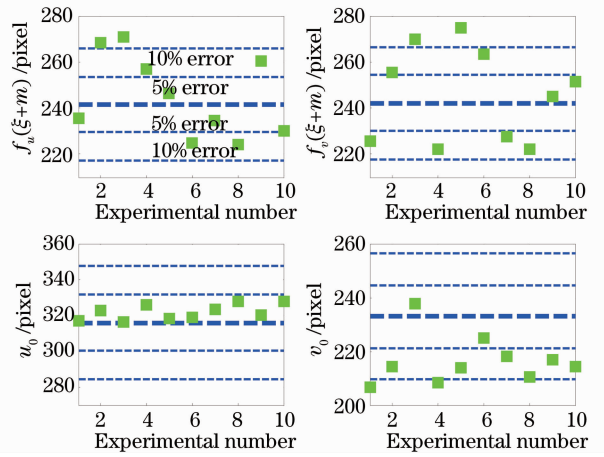 280
260
240
220
f_u(ξ+m) /pixel
10% error
5% error
5% error
10% error
2 4 6 8 10
Experimental number
280
260
240
220
f_v(ξ+m) /pixel
2 4 6 8 10
Experimental number
360
340
320
300
280
u_0 /pixel
2 4 6 8 10
Experimental number
260
240
220
200
v_0 /pixel
2 4 6 8 10
Experimental number